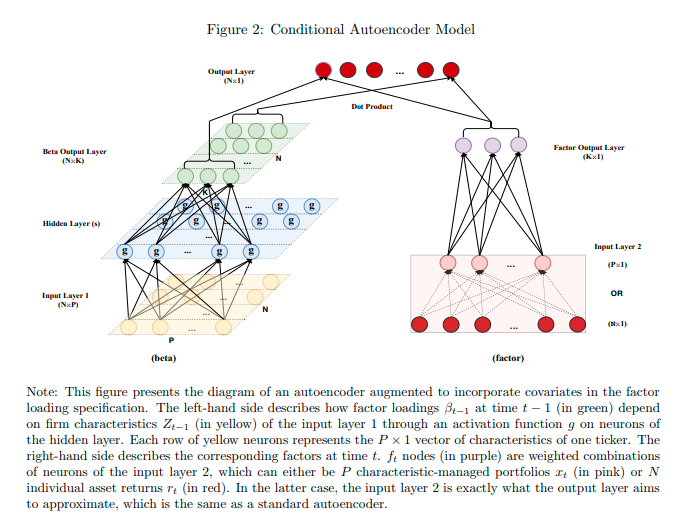 Figure 2: Conditional Autoencoder Model
Output Layer
(N×1)
...
Dot Product
Beta Output Layer
(N×K)
...
N
Factor Output Layer
(K×1)
K
Hidden Layer (s)
g g ... g g
g g ... g g
...
g g ... g g
Input Layer 2
(P×1)
...
OR
(N×1)
...
Input Layer 1
(N×P)
...
...
...
N
P
(beta)
(factor)
Note: This figure presents the diagram of an autoencoder augmented to incorporate covariates in the factor
loading specification. The left-hand side describes how factor loadings βₜ₋₁ at time t − 1 (in green) depend
on firm characteristics Zₜ₋₁ (in yellow) of the input layer 1 through an activation function g on neurons of
the hidden layer. Each row of yellow neurons represents the P × 1 vector of characteristics of one ticker. The
right-hand side describes the corresponding factors at time t. fₜ nodes (in purple) are weighted combinations
of neurons of the input layer 2, which can either be P characteristic-managed portfolios xₜ (in pink) or N
individual asset returns rₜ (in red). In the latter case, the input layer 2 is exactly what the output layer aims
to approximate, which is the same as a standard autoencoder.